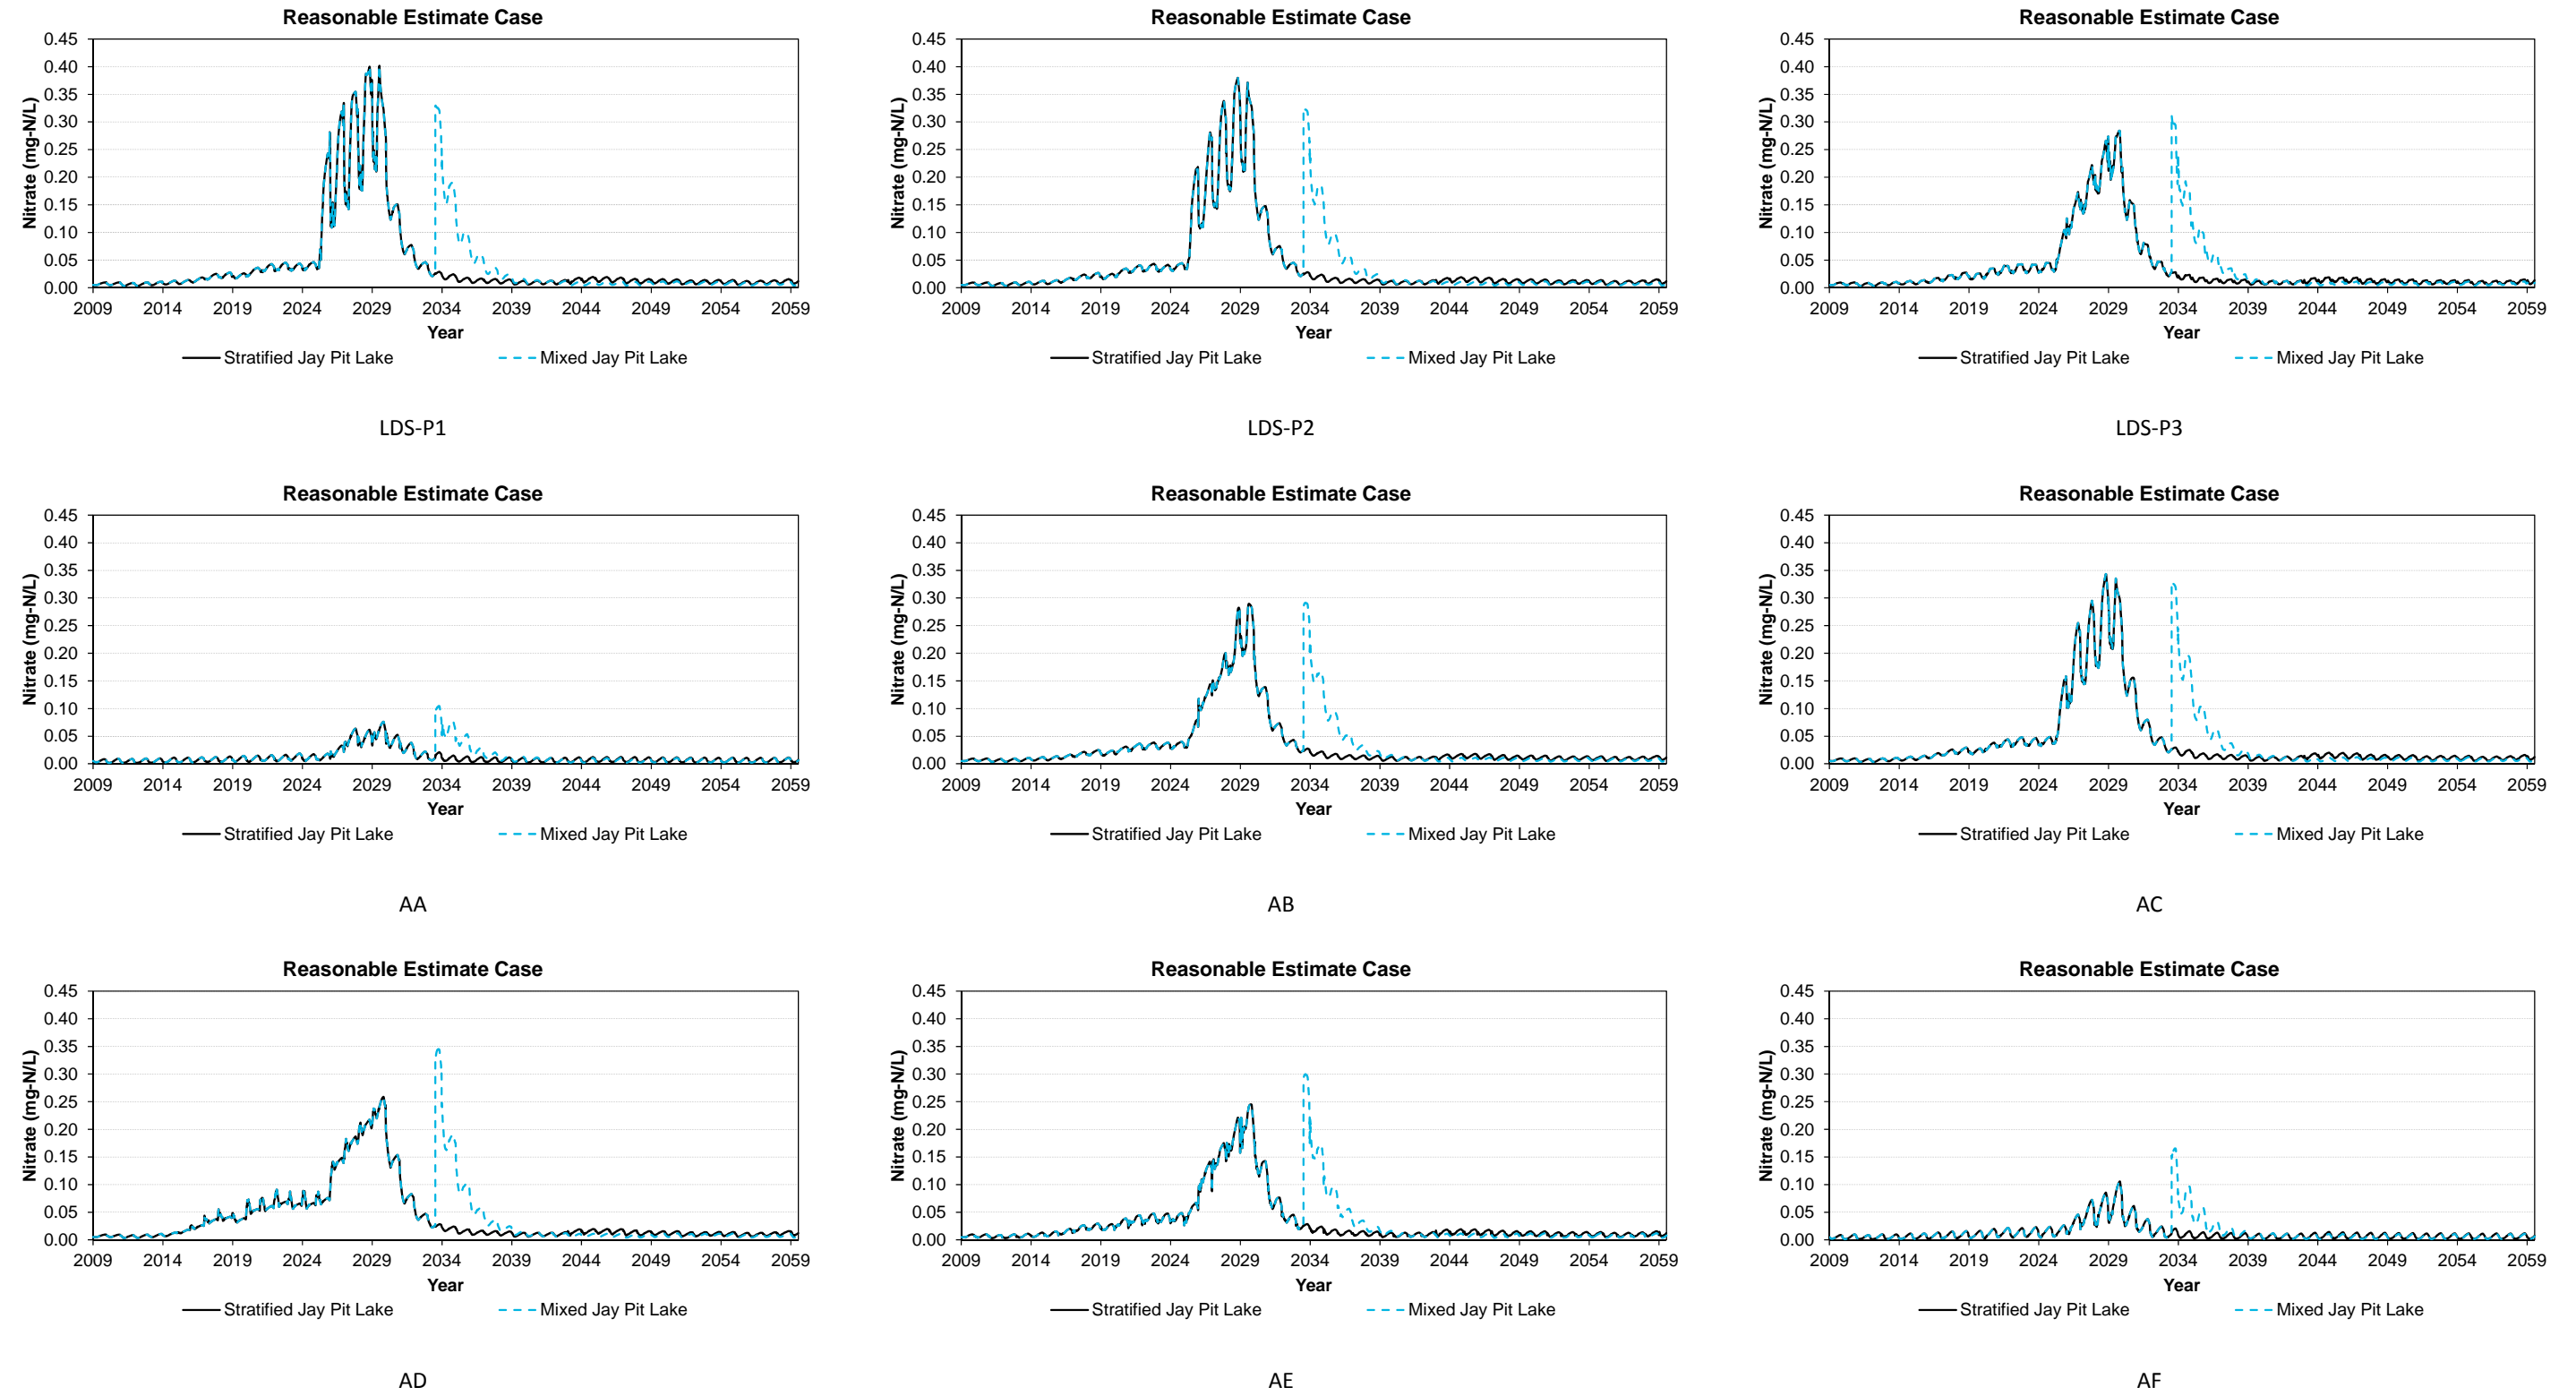 Reasonable Estimate Case
Nitrate (mg-N/L)
0.45
0.40
0.35
0.30
0.25
0.20
0.15
0.10
0.05
0.00
2009 2014 2019 2024 2029 2034 2039 2044 2049 2054 2059
Year
Stratified Jay Pit Lake Mixed Jay Pit Lake
LDS-P1
Reasonable Estimate Case
Nitrate (mg-N/L)
0.45
0.40
0.35
0.30
0.25
0.20
0.15
0.10
0.05
0.00
2009 2014 2019 2024 2029 2034 2039 2044 2049 2054 2059
Year
Stratified Jay Pit Lake Mixed Jay Pit Lake
LDS-P2
Reasonable Estimate Case
Nitrate (mg-N/L)
0.45
0.40
0.35
0.30
0.25
0.20
0.15
0.10
0.05
0.00
2009 2014 2019 2024 2029 2034 2039 2044 2049 2054 2059
Year
Stratified Jay Pit Lake Mixed Jay Pit Lake
LDS-P3
Reasonable Estimate Case
Nitrate (mg-N/L)
0.45
0.40
0.35
0.30
0.25
0.20
0.15
0.10
0.05
0.00
2009 2014 2019 2024 2029 2034 2039 2044 2049 2054 2059
Year
Stratified Jay Pit Lake Mixed Jay Pit Lake
AA
Reasonable Estimate Case
Nitrate (mg-N/L)
0.45
0.40
0.35
0.30
0.25
0.20
0.15
0.10
0.05
0.00
2009 2014 2019 2024 2029 2034 2039 2044 2049 2054 2059
Year
Stratified Jay Pit Lake Mixed Jay Pit Lake
AB
Reasonable Estimate Case
Nitrate (mg-N/L)
0.45
0.40
0.35
0.30
0.25
0.20
0.15
0.10
0.05
0.00
2009 2014 2019 2024 2029 2034 2039 2044 2049 2054 2059
Year
Stratified Jay Pit Lake Mixed Jay Pit Lake
AC
Reasonable Estimate Case
Nitrate (mg-N/L)
0.45
0.40
0.35
0.30
0.25
0.20
0.15
0.10
0.05
0.00
2009 2014 2019 2024 2029 2034 2039 2044 2049 2054 2059
Year
Stratified Jay Pit Lake Mixed Jay Pit Lake
AD
Reasonable Estimate Case
Nitrate (mg-N/L)
0.45
0.40
0.35
0.30
0.25
0.20
0.15
0.10
0.05
0.00
2009 2014 2019 2024 2029 2034 2039 2044 2049 2054 2059
Year
Stratified Jay Pit Lake Mixed Jay Pit Lake
AE
Reasonable Estimate Case
Nitrate (mg-N/L)
0.45
0.40
0.35
0.30
0.25
0.20
0.15
0.10
0.05
0.00
2009 2014 2019 2024 2029 2034 2039 2044 2049 2054 2059
Year
Stratified Jay Pit Lake Mixed Jay Pit Lake
AF